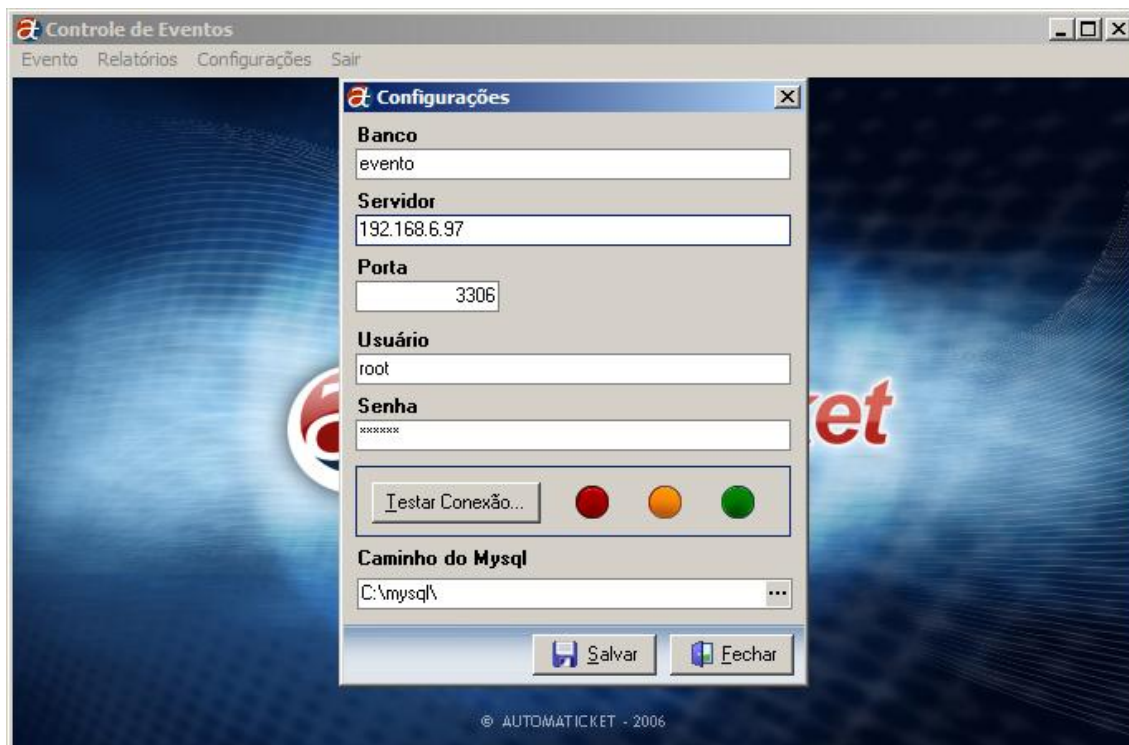 Controle de Eventos
Evento Relatórios Configurações Sair
Configurações
Banco
evento
Servidor
192.168.6.97
Porta
3306
Usuário
root
Senha
******
Testar Conexão...
Caminho do Mysql
C:\mysql\
...
Salvar Fechar
et
© AUTOMATICKET - 2006